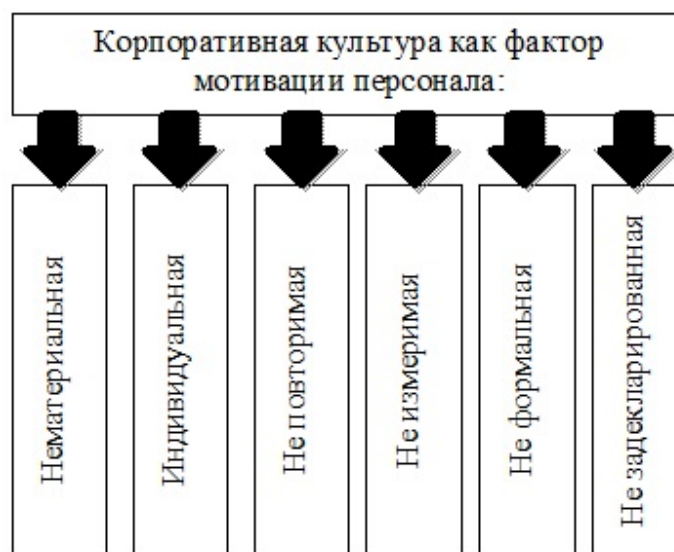 Корпоративная культура как фактор
мотивации персонала:
Нематериальная
Индивидуальная
Не повторимая
Не измеримая
Не формальная
Не задекларированная